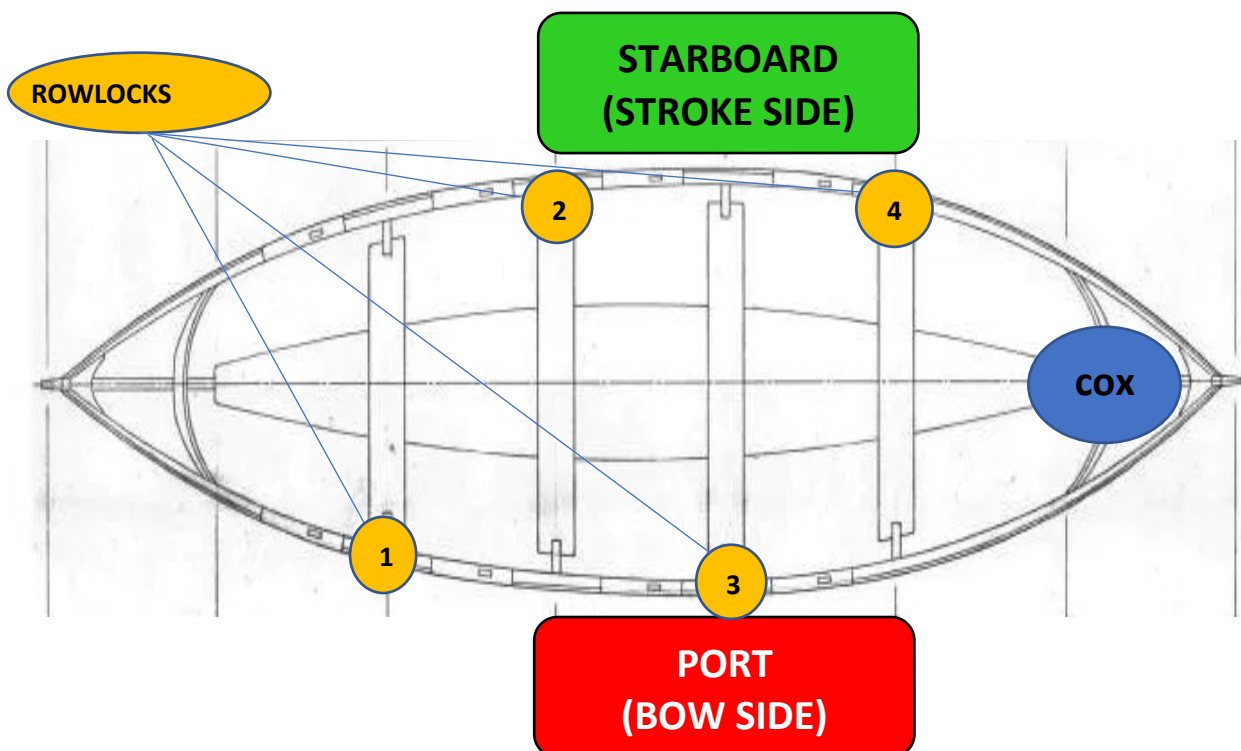 STARBOARD
(STROKE SIDE)
ROWLOCKS
2
4
COX
1
3
PORT
(BOW SIDE)